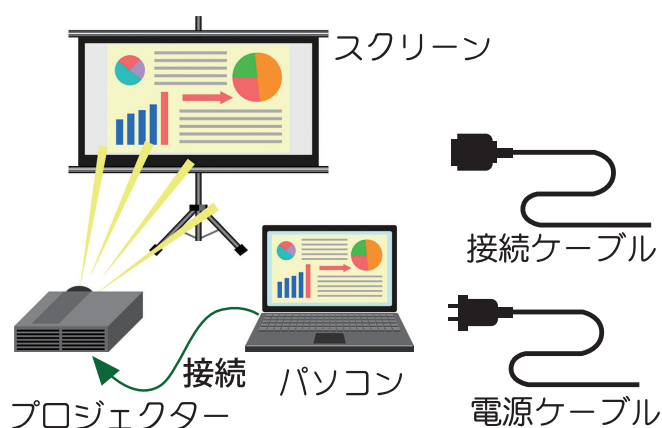 スクリーン
接続ケーブル
接続
パソコン
プロジェクター
電源ケーブル